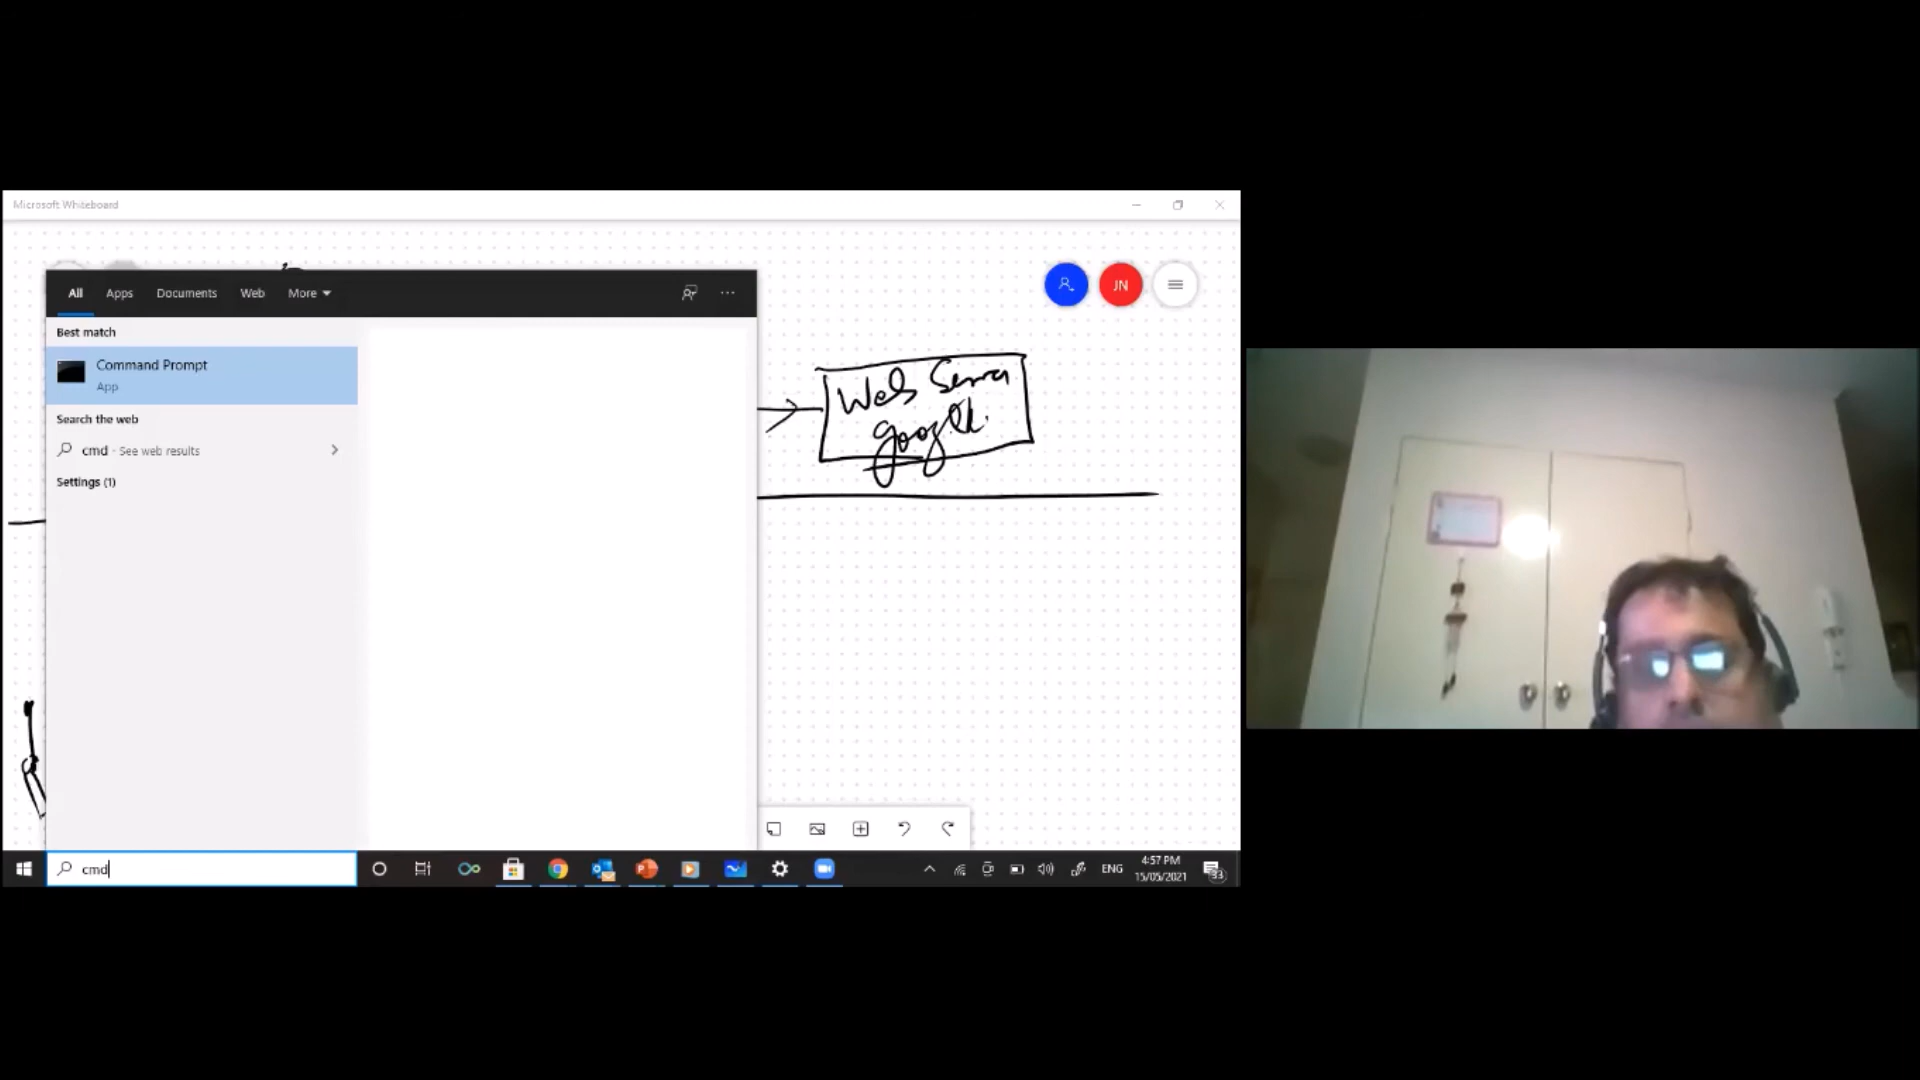 Microsoft Whiteboard
All Apps Documents Web More
JN
Best match
Command Prompt
App
Search the web
cmd - See web results
Settings (1)
Web
google.
cmd
ENG
4:57 PM
15/05/2021
33